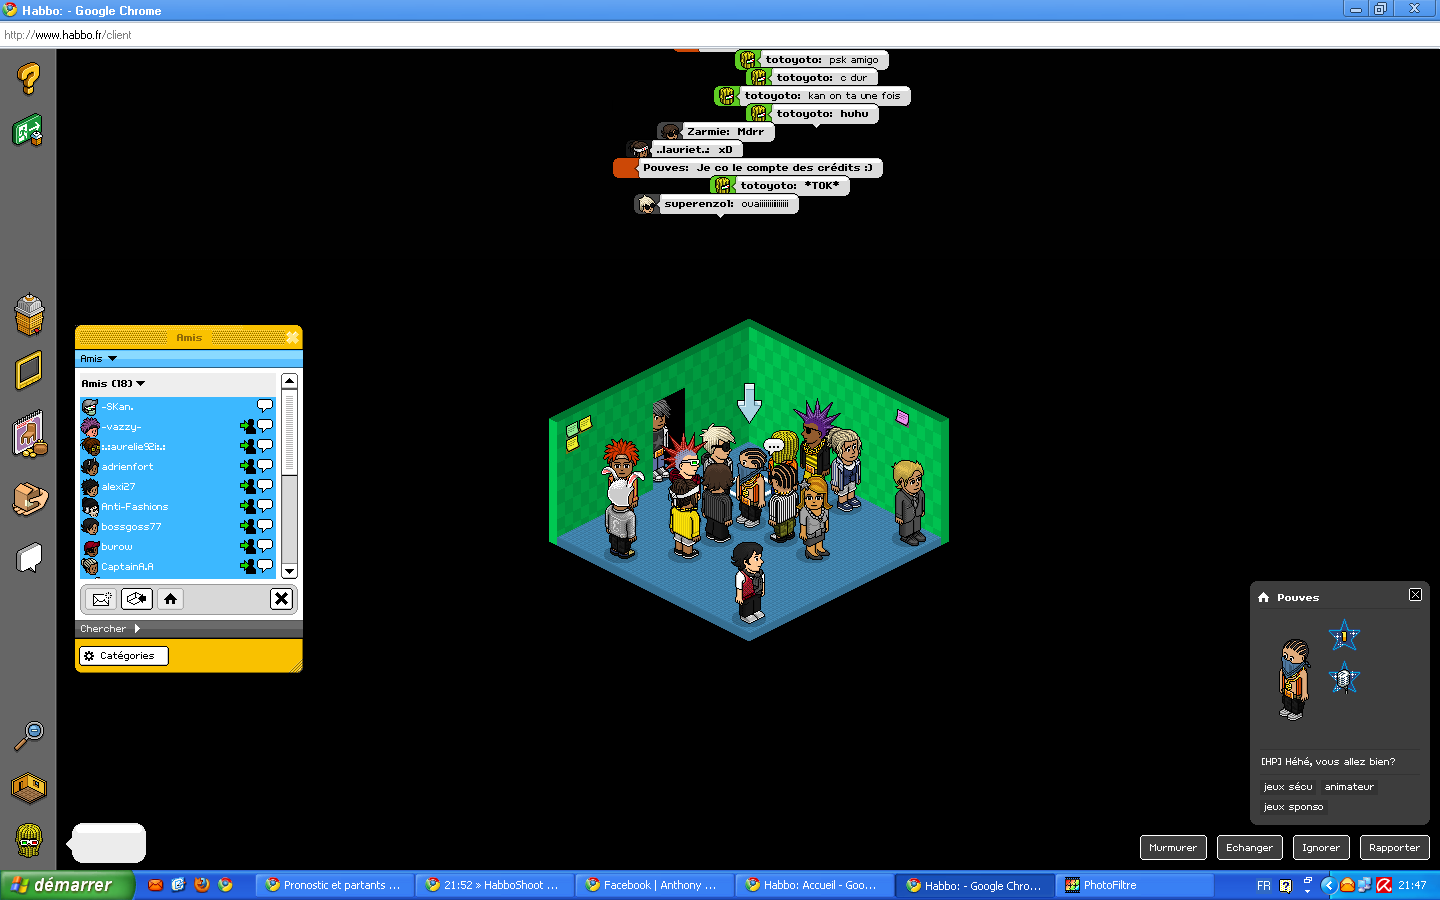 Habbo: - Google Chrome
http://www.habbo.fr/client
totoyoto: psk amigo
totoyoto: c dur
totoyoto: kan on ta une fois
totoyoto: huhu
Zarmie: Mdrr
..lauriet..: xD
Pouves: Je co le compte des crédits :)
totoyoto: *TOK*
Amis
Amis
Amis (18)
-SKan.
-vazzy-
adrienfort
alexi27
Anti-Fashions
bossgoss77
burow
CaptainA.A
Chercher
Catégories
Pouves
[HP] Héhé, vous allez bien?
jeux sécu animateur
jeux sponso
Murmurer Echanger Ignorer Rapporter
démarrer
Pronostic et partants ...
21:52 » HabboShoot ...
Facebook | Anthony ...
Habbo: Accueil - Goo...
Habbo: - Google Chro...
PhotoFiltre
FR
21:47